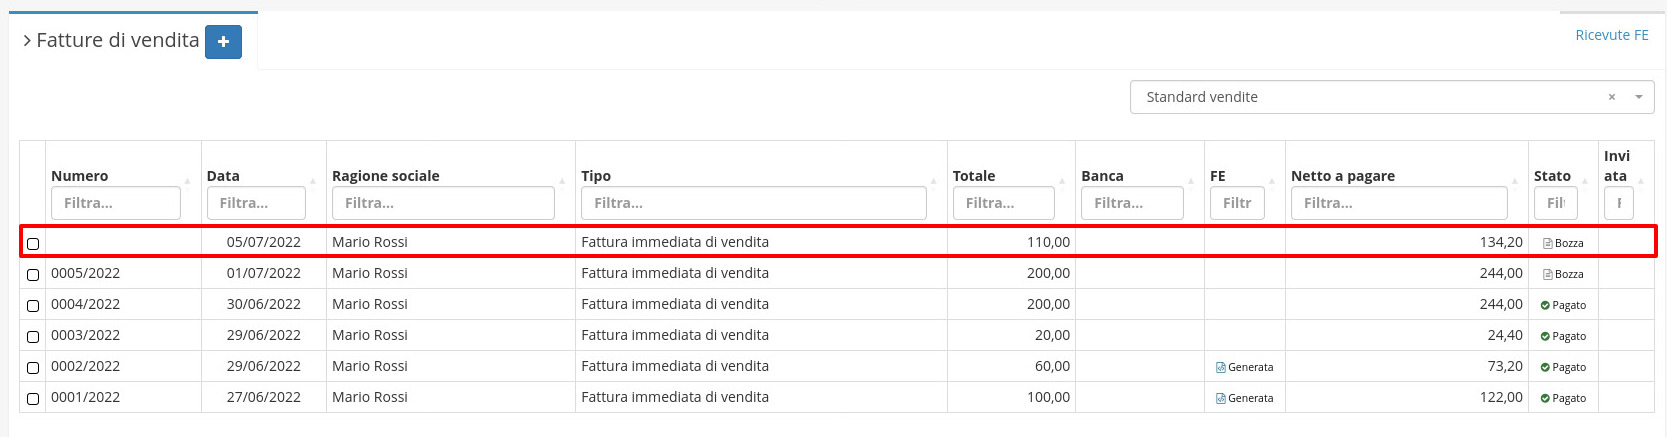 Fatture di vendita +
Ricevute FE
Standard vendite ×
Numero Data Ragione sociale Tipo Totale Banca FE Netto a pagare Stato Invi
ata
Filtra... Filtra... Filtra... Filtra... Filtra... Filtra... Filtr Filtra... Fil F
05/07/2022 Mario Rossi Fattura immediata di vendita 110,00 134,20 Bozza
0005/2022 01/07/2022 Mario Rossi Fattura immediata di vendita 200,00 244,00 Bozza
0004/2022 30/06/2022 Mario Rossi Fattura immediata di vendita 200,00 244,00 Pagato
0003/2022 29/06/2022 Mario Rossi Fattura immediata di vendita 20,00 24,40 Pagato
0002/2022 29/06/2022 Mario Rossi Fattura immediata di vendita 60,00 Generata 73,20 Pagato
0001/2022 27/06/2022 Mario Rossi Fattura immediata di vendita 100,00 Generata 122,00 Pagato